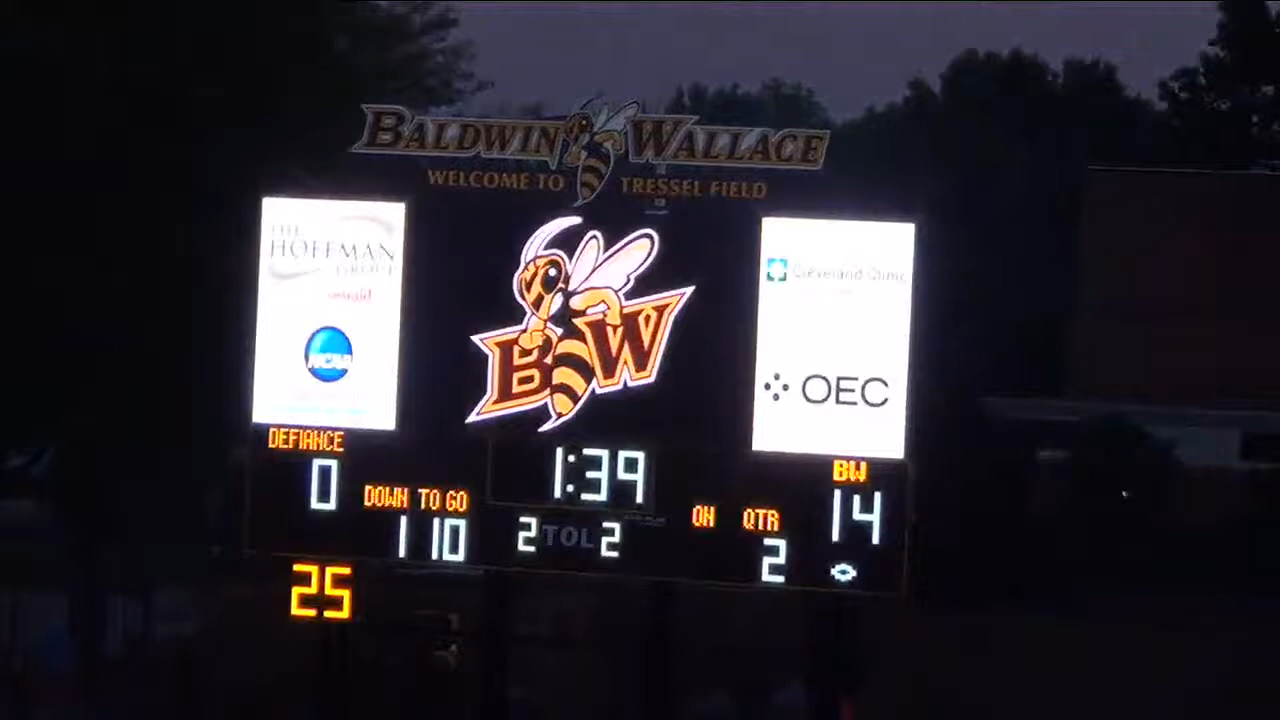 BALDWIN WALLACE
WELCOME TO TRESSEL FIELD
THE
HOFFMAN
GROUP
NCAA
BW
Cleveland Clinic
OEC
DEFIANCE
0
DOWN TO GO
1 10
1:39
2 TOL 2
ON QTR
2
BW
14
25